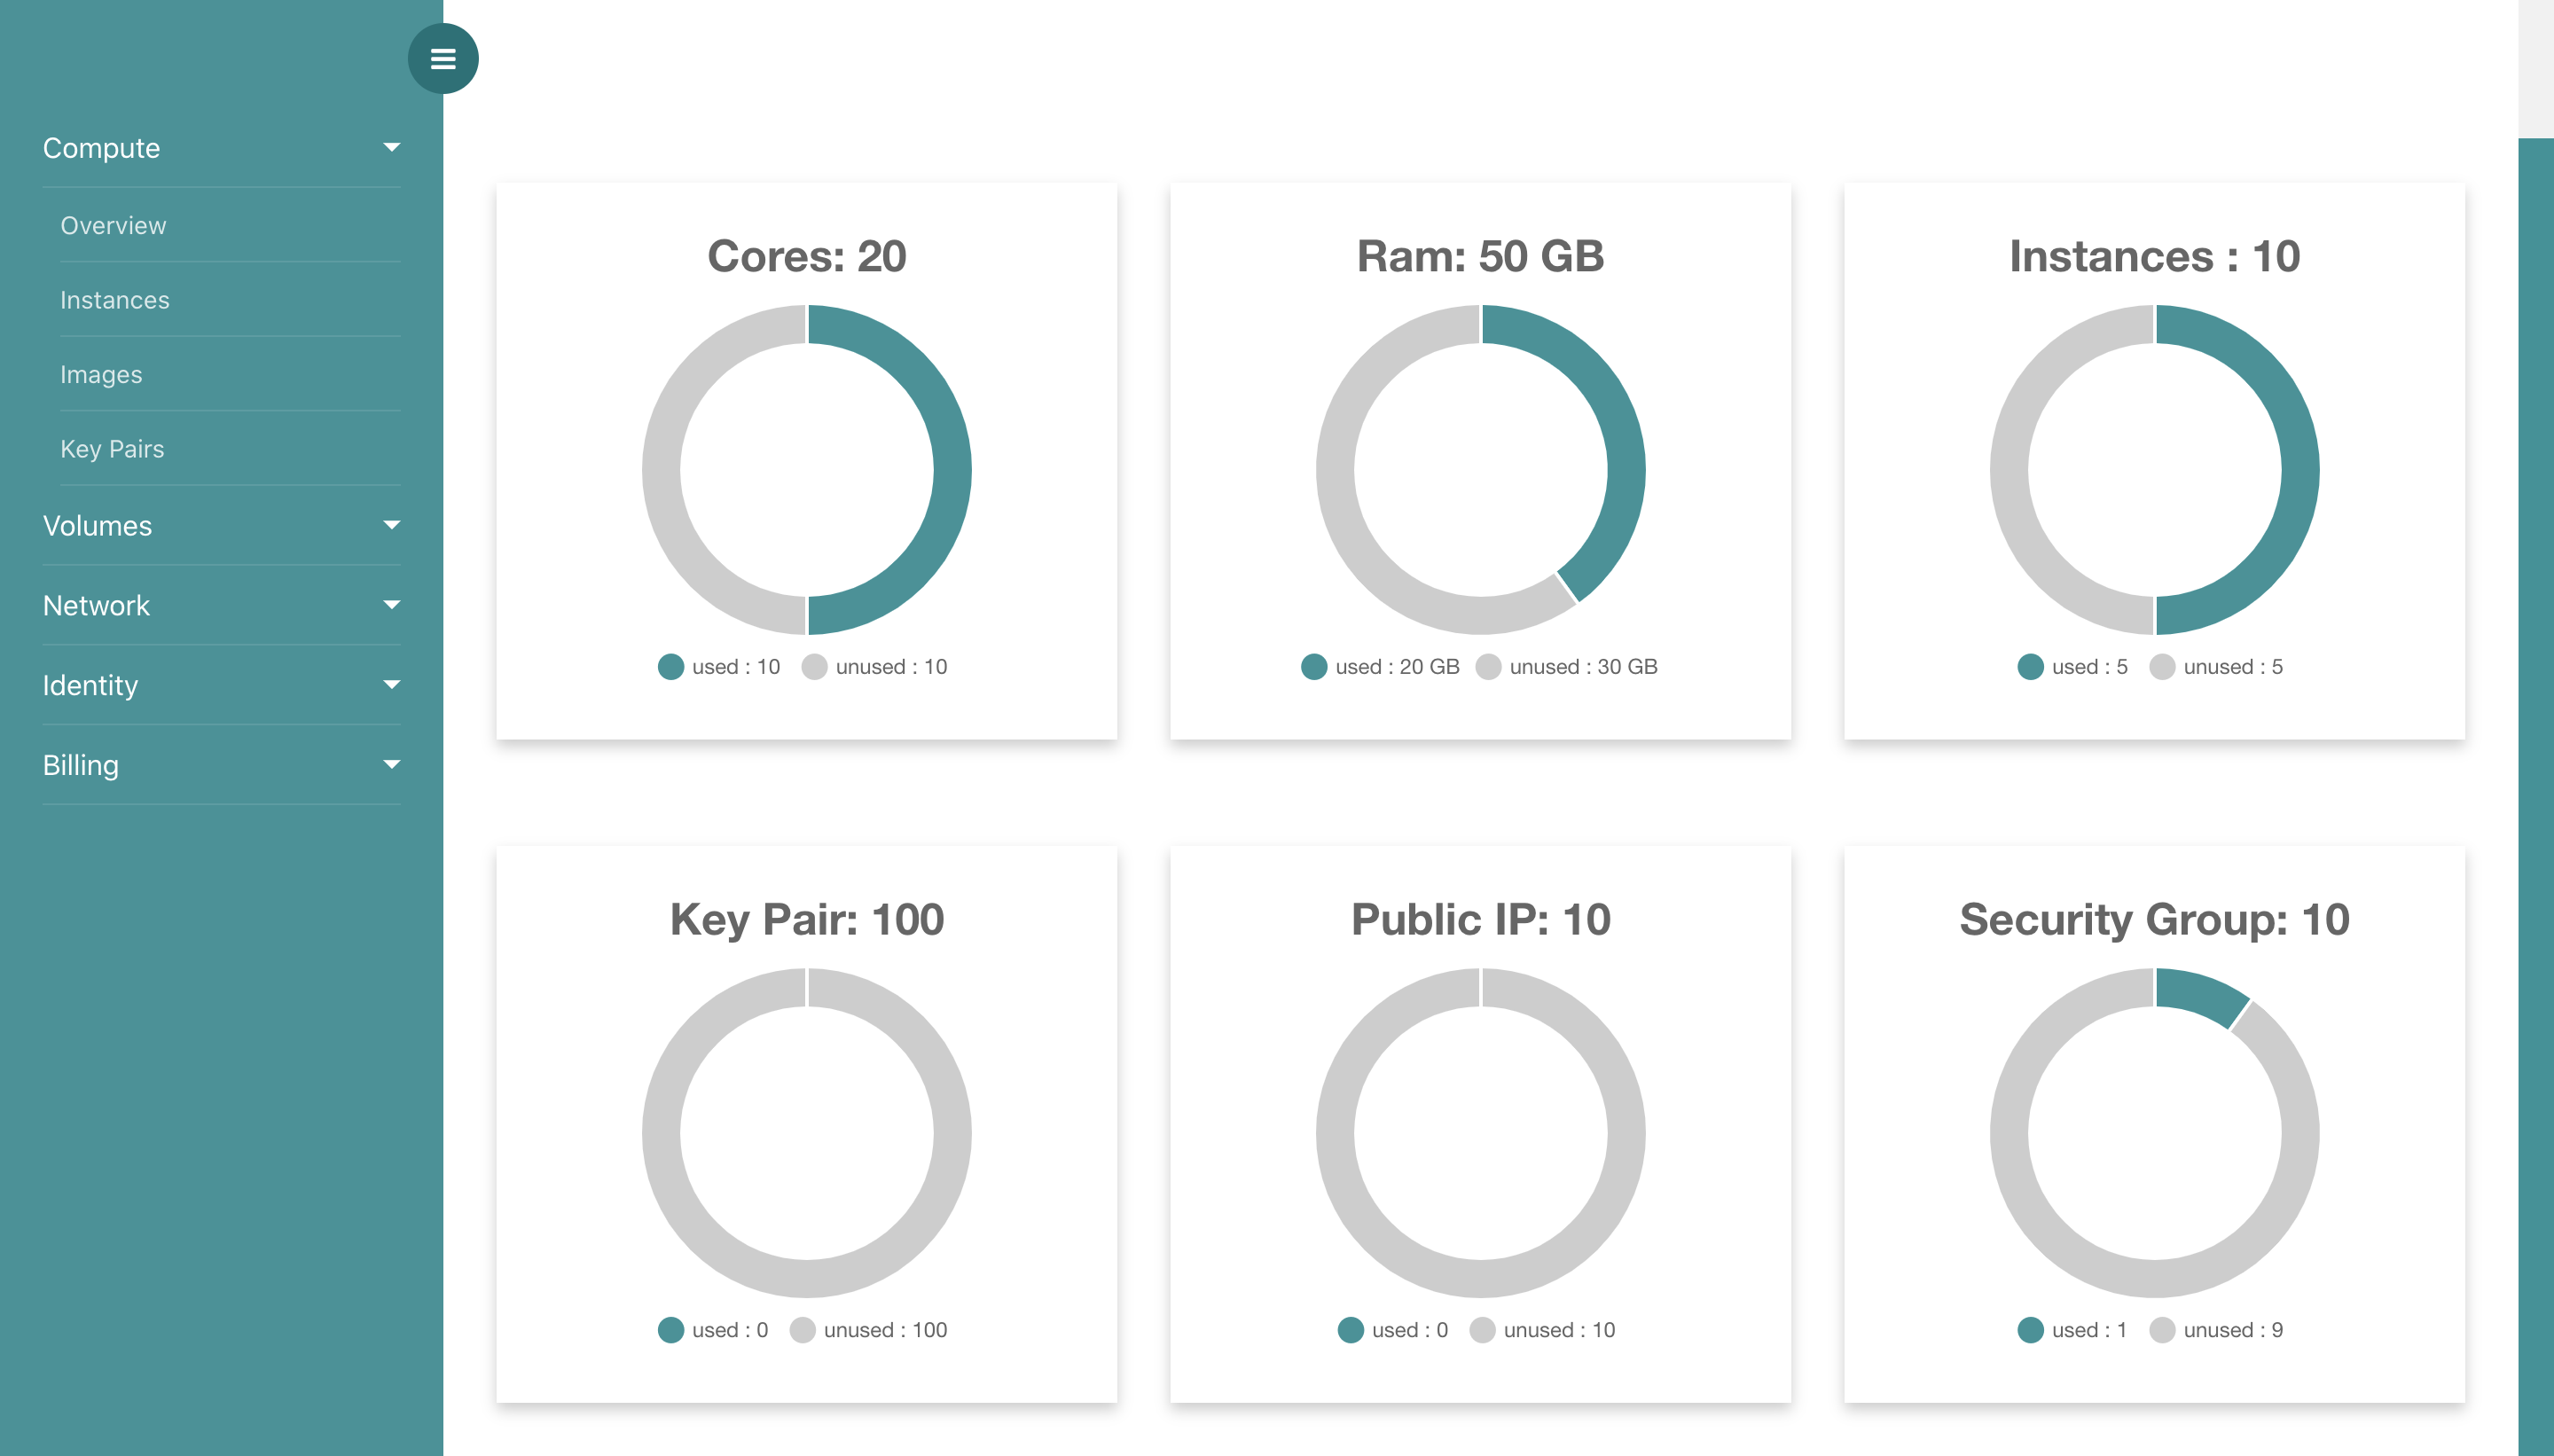 Compute
Overview
Instances
Images
Key Pairs
Volumes
Network
Identity
Billing
Cores: 20
used : 10 unused : 10
Ram: 50 GB
used : 20 GB unused : 30 GB
Instances : 10
used : 5 unused : 5
Key Pair: 100
used : 0 unused : 100
Public IP: 10
used : 0 unused : 10
Security Group: 10
used : 1 unused : 9